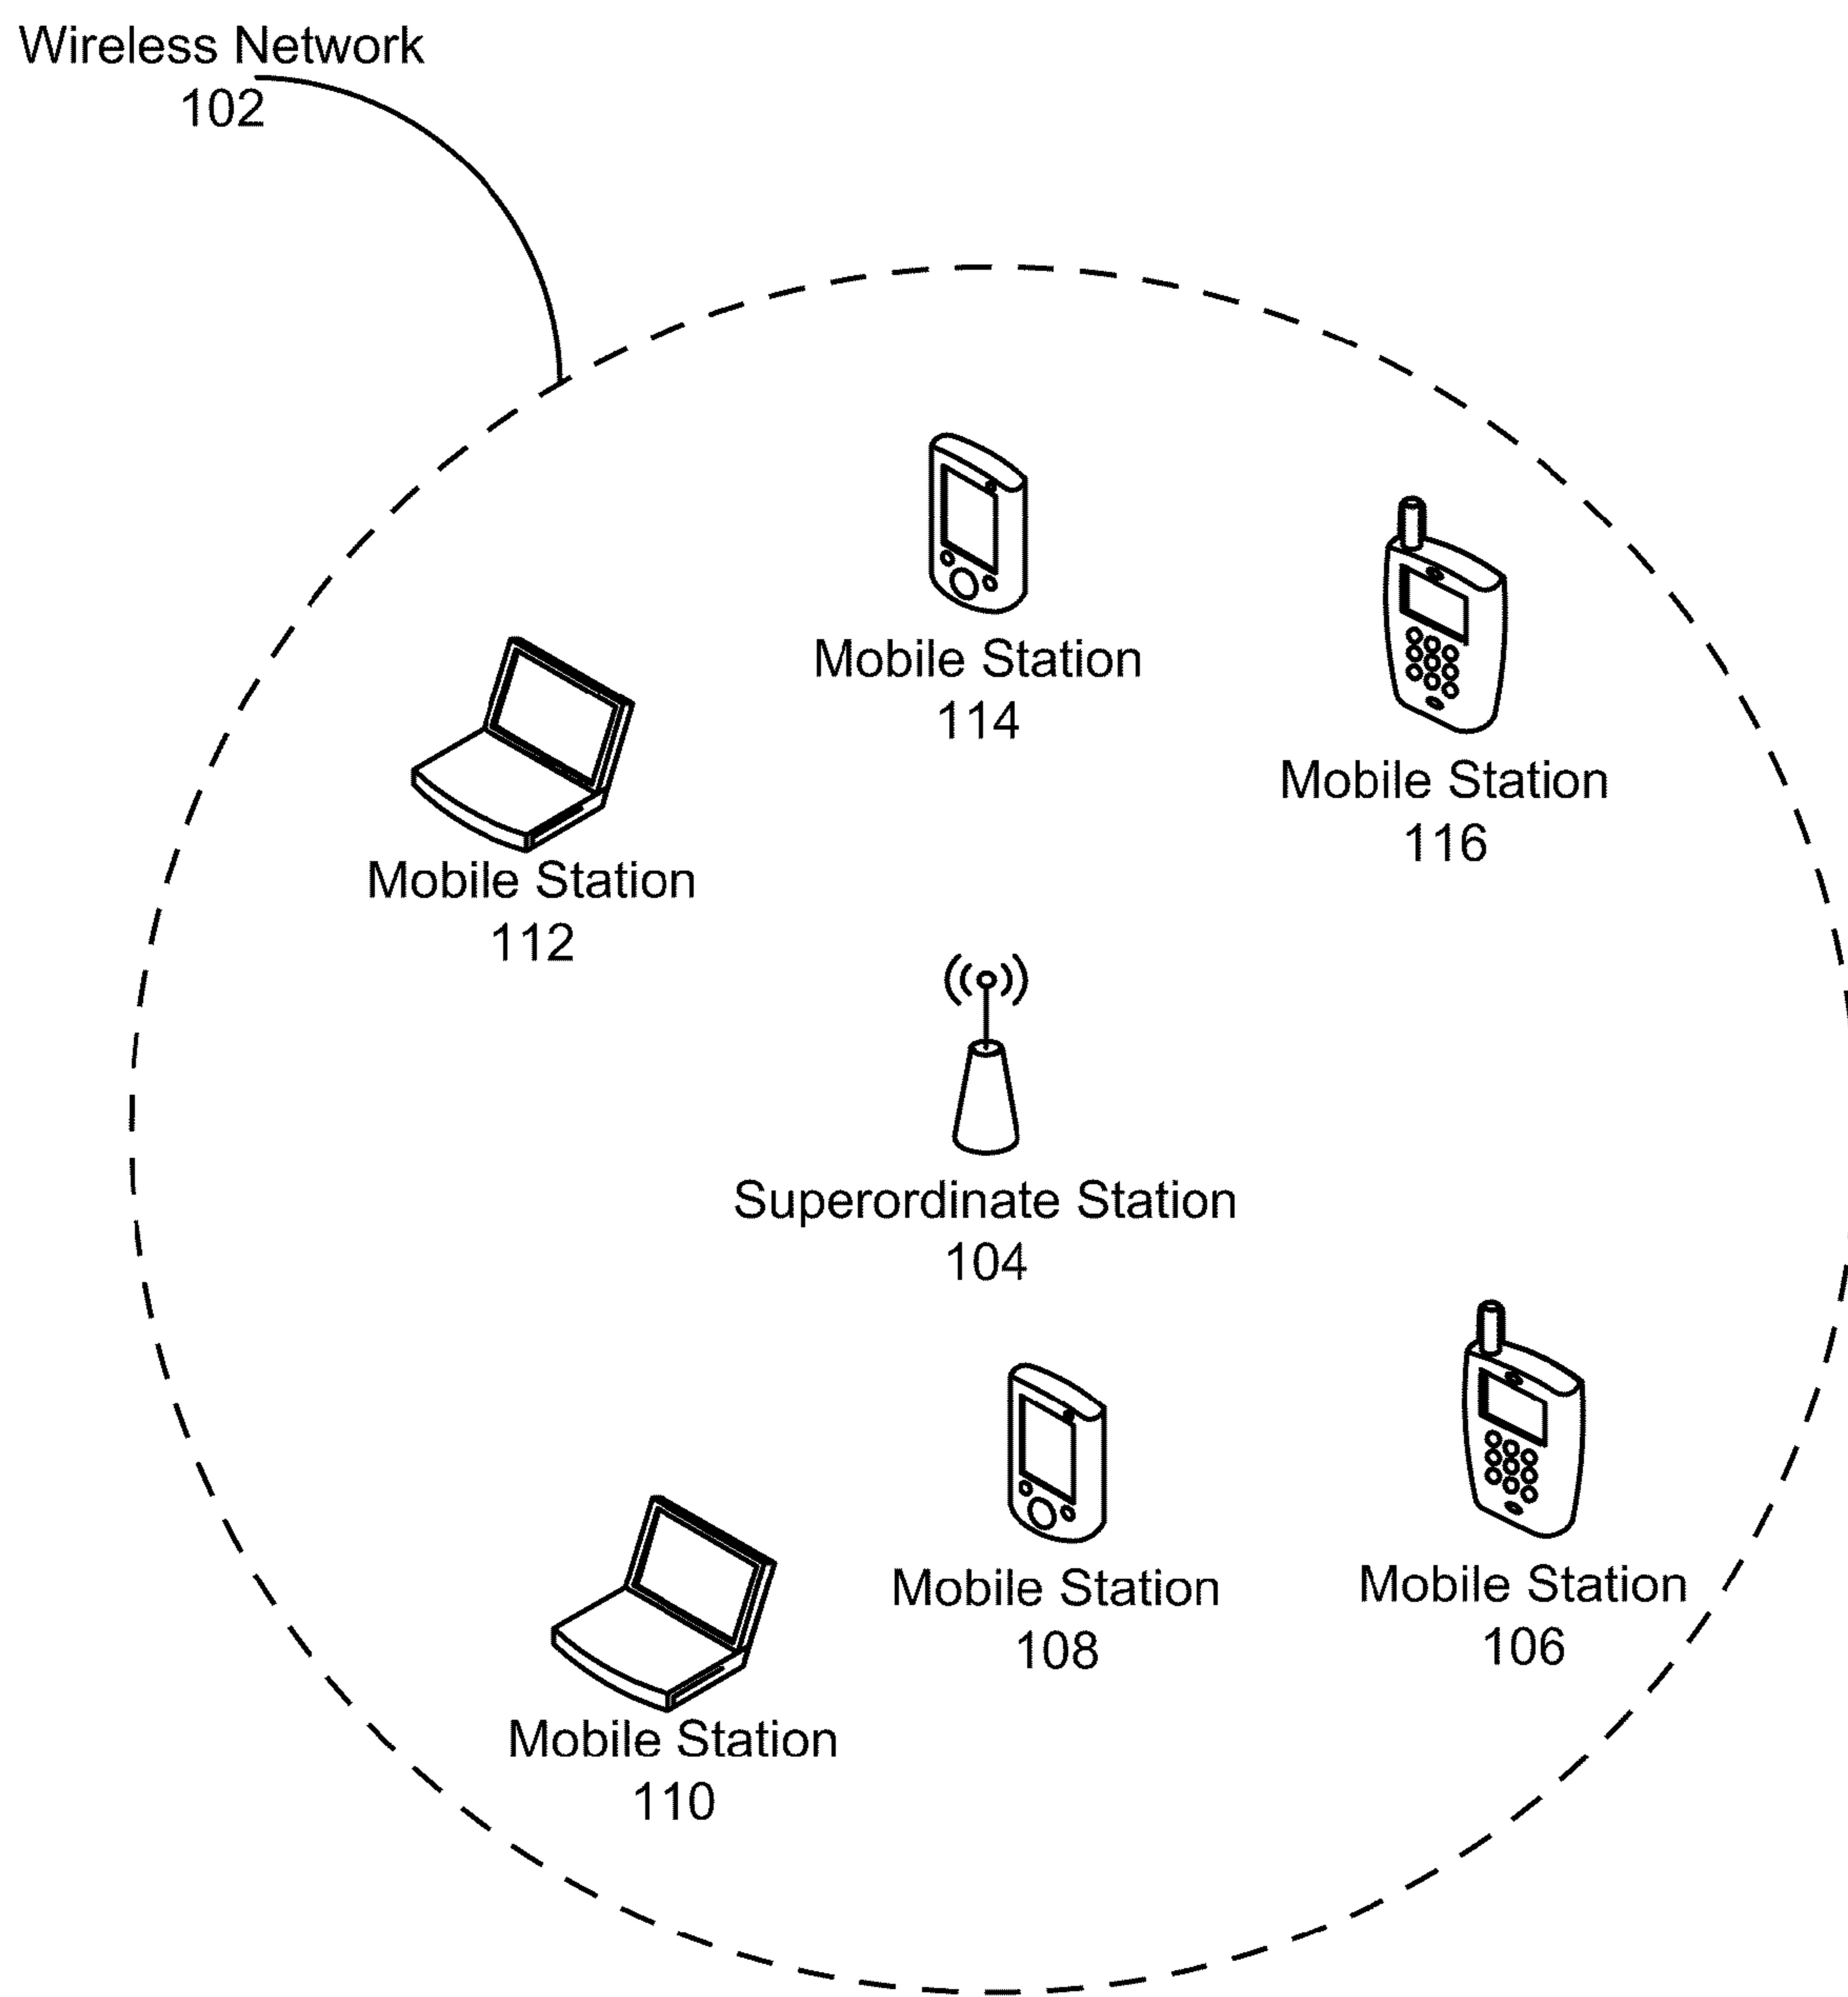 Wireless Network
102
Mobile Station
114
Mobile Station
116
Mobile Station
112
Superordinate Station
104
Mobile Station
108
Mobile Station
106
Mobile Station
110